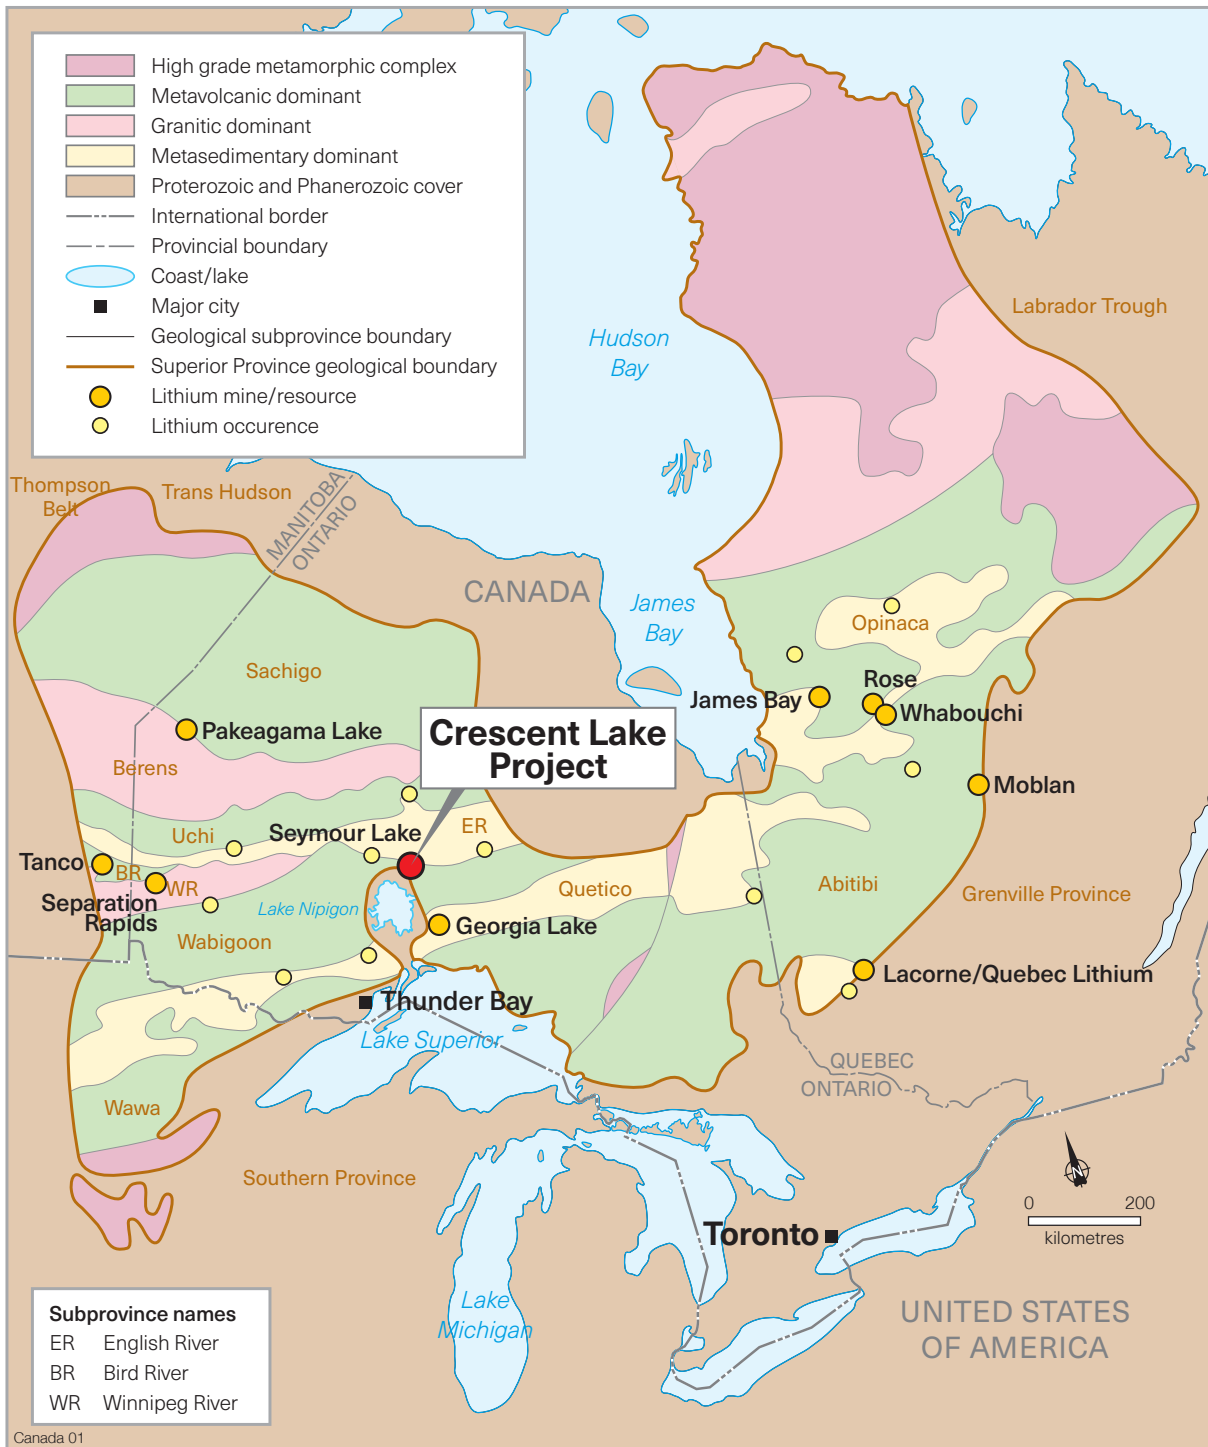 High grade metamorphic complex
Metavolcanic dominant
Granitic dominant
Metasedimentary dominant
Proterozoic and Phanerozoic cover
International border
Provincial boundary
Coast/lake
Major city
Geological subprovince boundary
Superior Province geological boundary
Lithium mine/resource
Lithium occurence
Labrador Trough
Hudson
Bay
Thompson
Belt
Trans Hudson
MANITOBA
ONTARIO
CANADA
James
Bay
Opinaca
Sachigo
Rose
James Bay
Whabouchi
Pakeagama Lake
Crescent Lake
Project
Berens
Moblan
Uchi
Seymour Lake
ER
Tanco
BR
WR
Separation
Rapids
Quetico
Abitibi
Grenville Province
Lake Nipigon
Georgia Lake
Wabigoon
Lacorne/Quebec Lithium
Thunder Bay
Lake Superior
QUEBEC
ONTARIO
Wawa
Southern Province
N
0 200
kilometres
Toronto
Lake
Michigan
UNITED STATES
OF AMERICA
Subprovince names
ER English River
BR Bird River
WR Winnipeg River
Canada 01